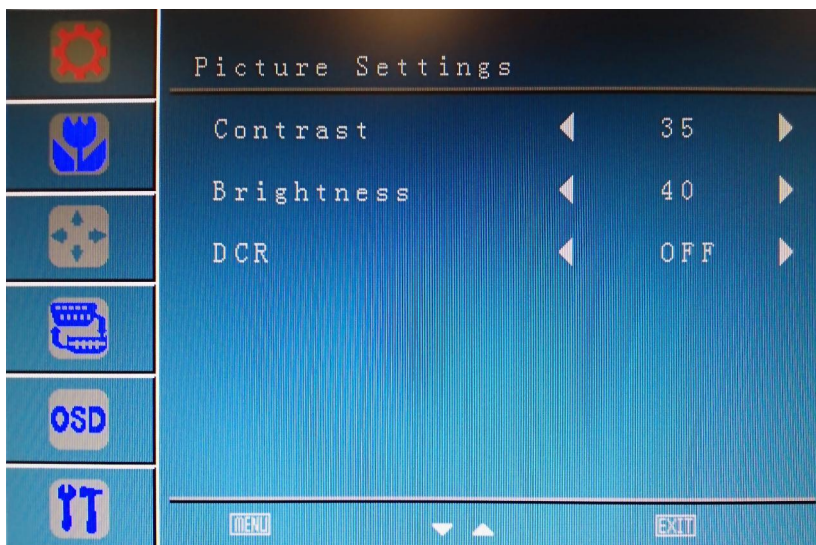 Picture Settings
Contrast 35
Brightness 40
DCR OFF
OSD
MENU EXIT